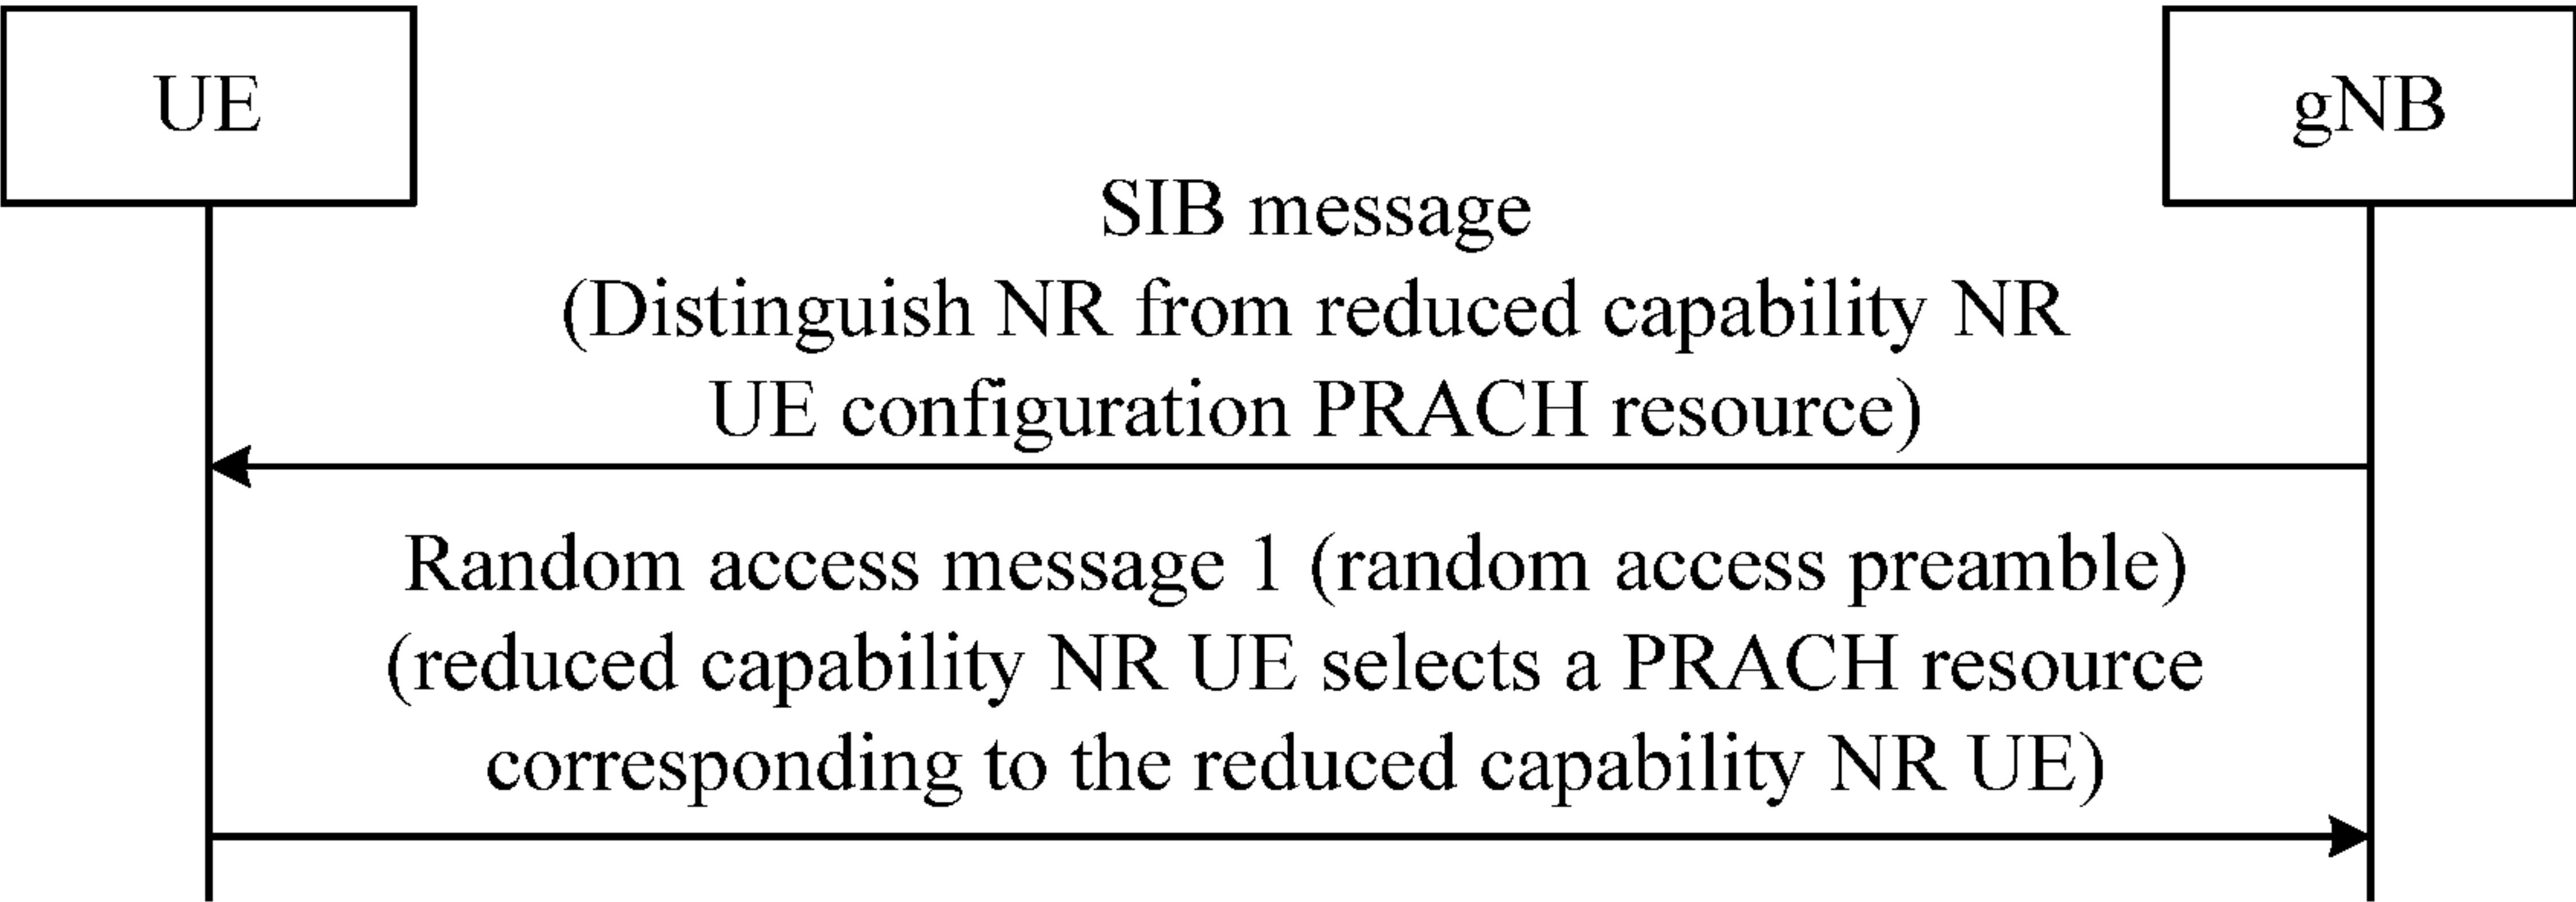 UE
gNB
SIB message
(Distinguish NR from reduced capability NR
UE configuration PRACH resource)
Random access message 1 (random access preamble)
(reduced capability NR UE selects a PRACH resource
corresponding to the reduced capability NR UE)